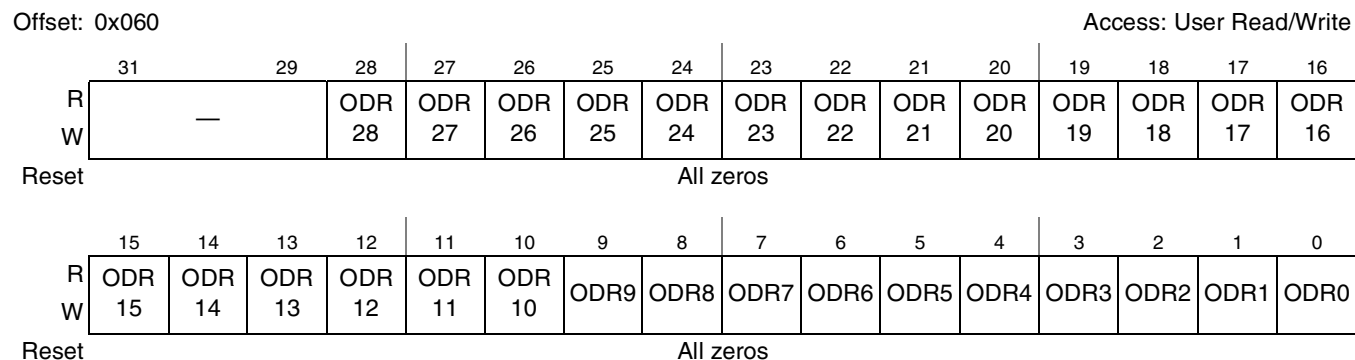 Offset: 0x060 Access: User Read/Write
31 29 28 27 26 25 24 23 22 21 20 19 18 17 16
R — ODR ODR ODR ODR ODR ODR ODR ODR ODR ODR ODR ODR ODR
W 28 27 26 25 24 23 22 21 20 19 18 17 16
Reset All zeros
15 14 13 12 11 10 9 8 7 6 5 4 3 2 1 0
R ODR ODR ODR ODR ODR ODR ODR9 ODR8 ODR7 ODR6 ODR5 ODR4 ODR3 ODR2 ODR1 ODR0
W 15 14 13 12 11 10
Reset All zeros